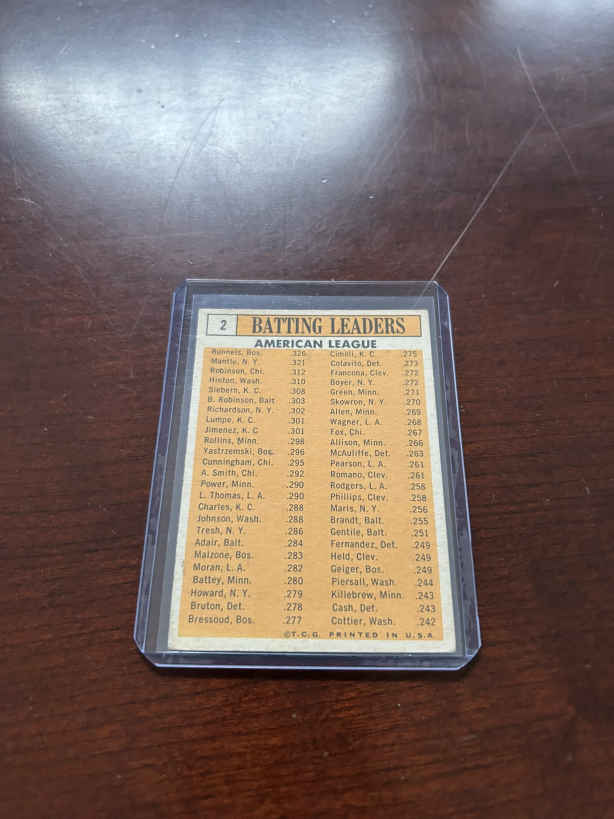 2 BATTING LEADERS
AMERICAN LEAGUE
Runnels, Bos. .326 Cimoli, K. C. .275
Mantle, N. Y. .321 Colavito, Det. .273
Robinson, Chi. .312 Francona, Clev. .272
Hinton, Wash. .310 Boyer, N. Y. .272
Siebern, K. C. .308 Green, Minn. .271
B. Robinson, Balt. .303 Skowron, N. Y. .270
Richardson, N. Y. .302 Allen, Minn. .269
Lumpe, K. C. .301 Wagner, L. A. .268
Jimenez, K. C. .301 Fox, Chi. .267
Rollins, Minn. .298 Allison, Minn. .266
Yastrzemski, Bos. .296 McAuliffe, Det. .263
Cunningham, Chi. .295 Pearson, L. A. .261
A. Smith, Chi. .292 Romano, Clev. .261
Power, Minn. .290 Rodgers, L. A. .258
L. Thomas, L. A. .290 Phillips, Clev. .258
Charles, K. C. .288 Maris, N. Y. .256
Johnson, Wash. .288 Brandt, Balt. .255
Tresh, N. Y. .286 Gentile, Balt. .251
Adair, Balt. .284 Fernandez, Det. .249
Malzone, Bos. .283 Held, Clev. .249
Moran, L. A. .282 Geiger, Bos. .249
Battey, Minn. .280 Piersall, Wash. .244
Howard, N. Y. .279 Killebrew, Minn. .243
Bruton, Det. .278 Cash, Det. .243
Bressoud, Bos. .277 Cottier, Wash. .242
©T.C.G. PRINTED IN U.S.A.